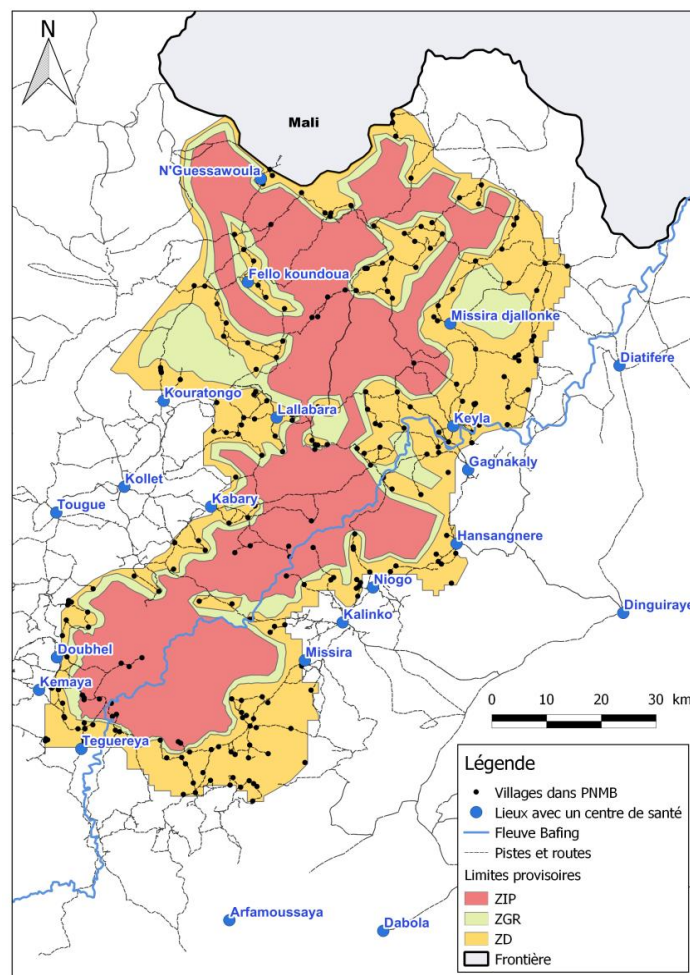 N
Mali
N'Guessawoula
Fello koundoua
Missira djallonke
Diatifere
Kouratongo
Lallabara
Keyla
Gagnakaly
Kollet
Kabary
Tougue
Hansangnere
Niogo
Dinguiraye
Kalinko
Doubhel
Missira
Kemaya
0 10 20 30 km
Teguereya
Légende
Villages dans PNMB
Lieux avec un centre de santé
Fleuve Bafing
Pistes et routes
Limites provisoires
ZIP
ZGR
ZD
Frontière
Arfamoussaya
Dabola